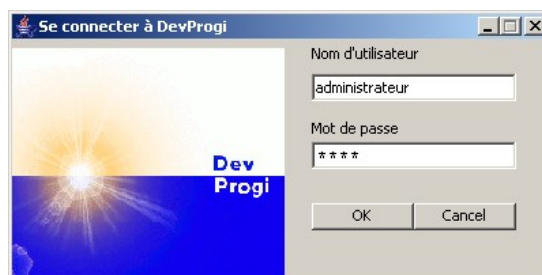 Se connecter à DevProgi
Nom d'utilisateur
administrateur
Mot de passe
****
Dev
Progi
OK
Cancel